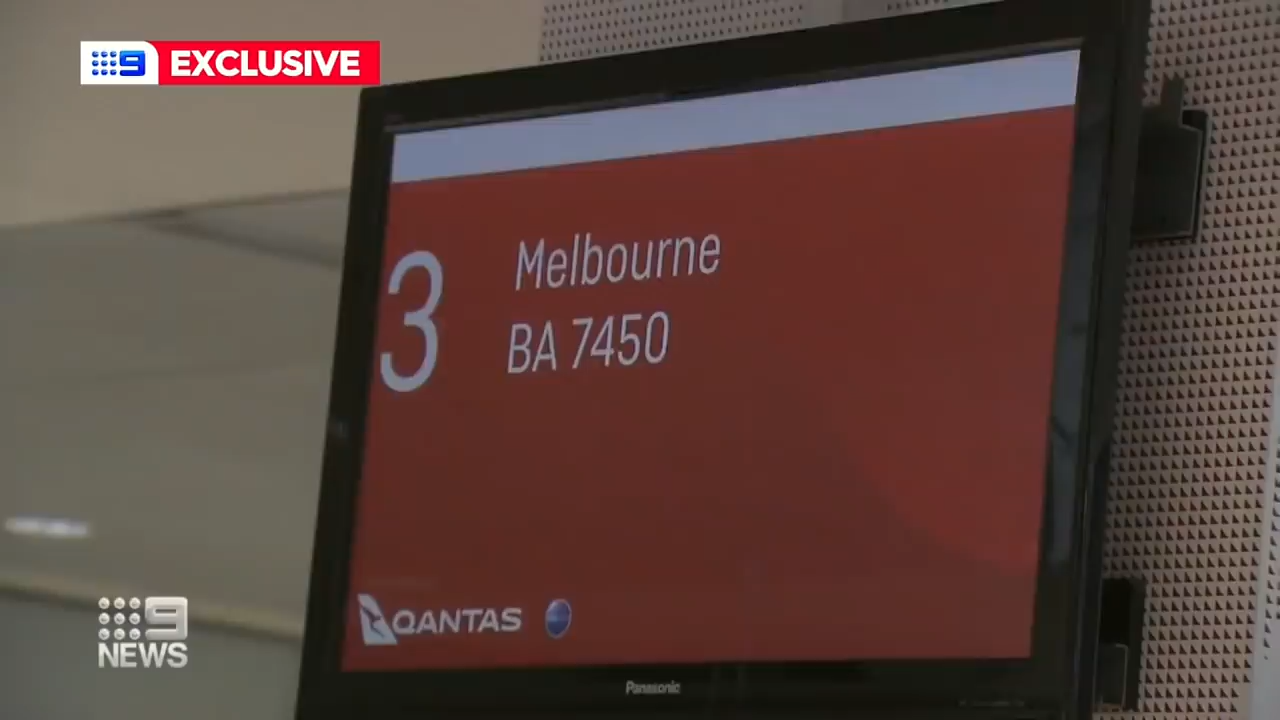 9 EXCLUSIVE
3
Melbourne
BA 7450
QANTAS
Panasonic
9
NEWS